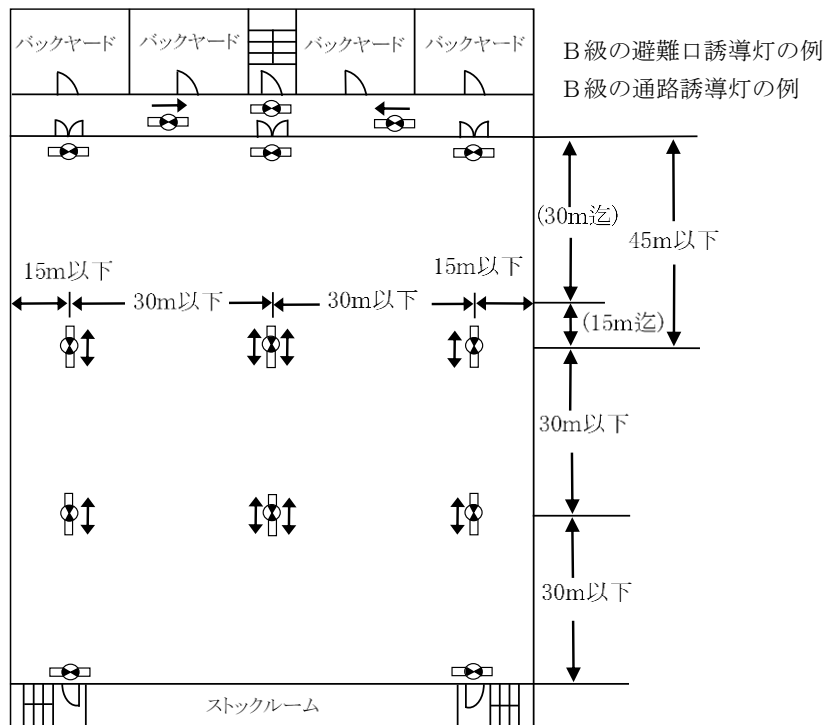 バックヤード
バックヤード
バックヤード
バックヤード
B級の避難口誘導灯の例
B級の通路誘導灯の例
(30m迄)
45m以下
15m以下
30m以下
30m以下
15m以下
(15m迄)
30m以下
30m以下
ストックルーム